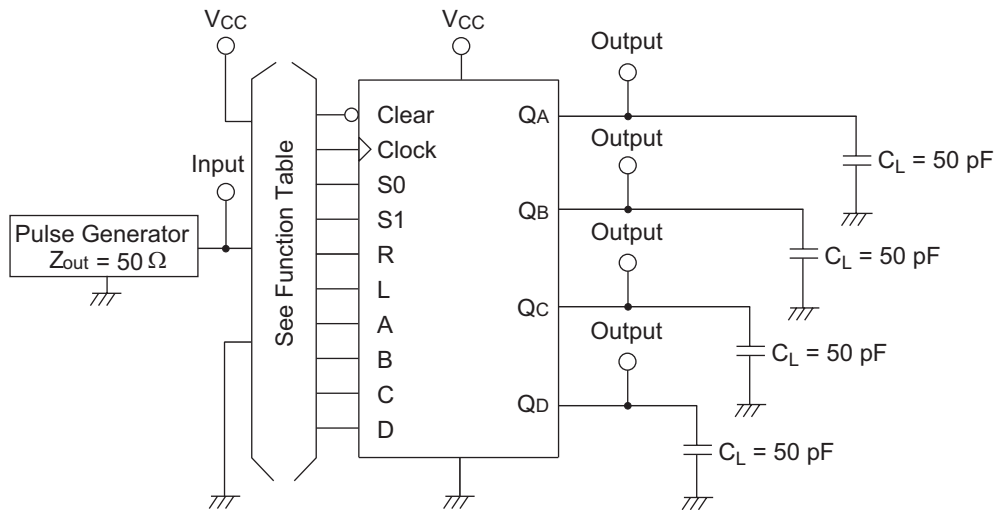 VCC
VCC
Output
Input
Pulse Generator
Zout = 50 Ω
See Function Table
Clear
Clock
S0
S1
R
L
A
B
C
D
QA
CL = 50 pF
Output
QB
CL = 50 pF
Output
QC
CL = 50 pF
Output
QD
CL = 50 pF